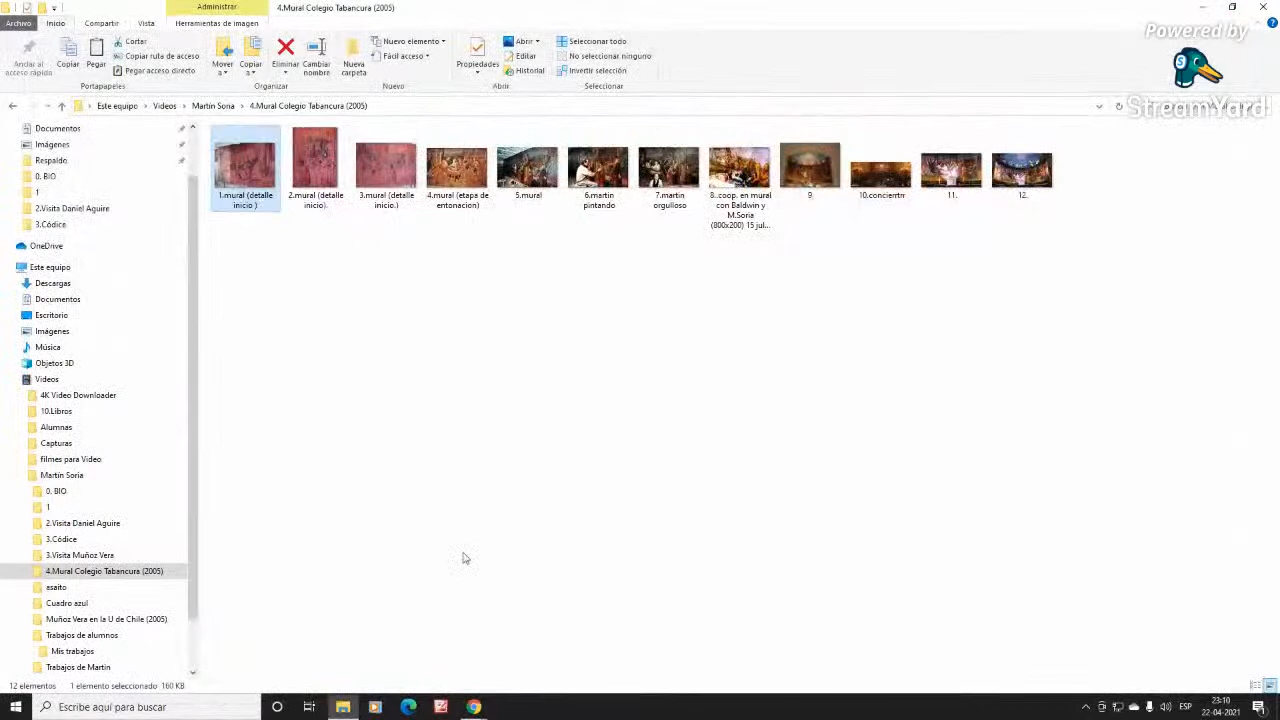 Administrar
4.Mural Colegio Tabancura (2005)
Archivo
Inicio
Compartir
Vista
Herramientas de imagen
Powered by
StreamYard
Anclar al
acceso rápido
Copiar
Pegar
Cortar
Copiar ruta de acceso
Pegar acceso directo
Portapapeles
Mover
a
Copiar
a
Eliminar
Cambiar
nombre
Organizar
Nueva
carpeta
Nuevo elemento
Fácil acceso
Nuevo
Propiedades
Abrir
Editar
Historial
Abrir
Seleccionar todo
No seleccionar ninguno
Invertir selección
Seleccionar
Este equipo
Videos
Martín Soria
4.Mural Colegio Tabancura (2005)
Documentos
Imágenes
Respaldo.
0. BIO
1
2.Visita Daniel Aguire
3.Códice
OneDrive
Este equipo
Descargas
Documentos
Escritorio
Imágenes
Música
Objetos 3D
Videos
4K Video Downloader
10.Libros
Alumnas
Capturas
filmes para Video
Martín Soria
0. BIO
1
2.Visita Daniel Aguire
3.Códice
3.Visita Muñoz Vera
4.Mural Colegio Tabancura (2005)
asaito
Cuadro azul
Muñoz Vera en la U de Chile (2005)
Trabajos de alumnos
Mis trabajos
Trabajos de Martin
1.mural (detalle
inicio )
2.mural (detalle
inicio).
3.mural (detalle
inicio.)
4.mural (etapa de
entonacion)
5.mural
6.martin
pintando
7.martin
orgulloso
8..coop. en mural
con Baldwin y
M.Soria
(800x200) 15 jul...
9.
10.concierrtrr
11.
12.
12 elementos
1 elemento seleccionado 160 KB
Escribe aquí para buscar
ESP
23:10
22-04-2021